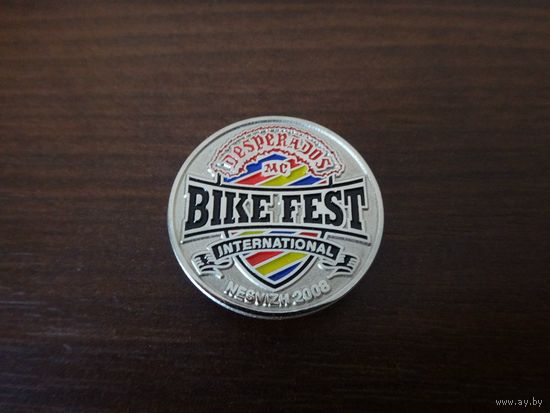 DESPERADOS
MC
BIKE FEST
INTERNATIONAL
NESVIZH 2008
www.ay.by